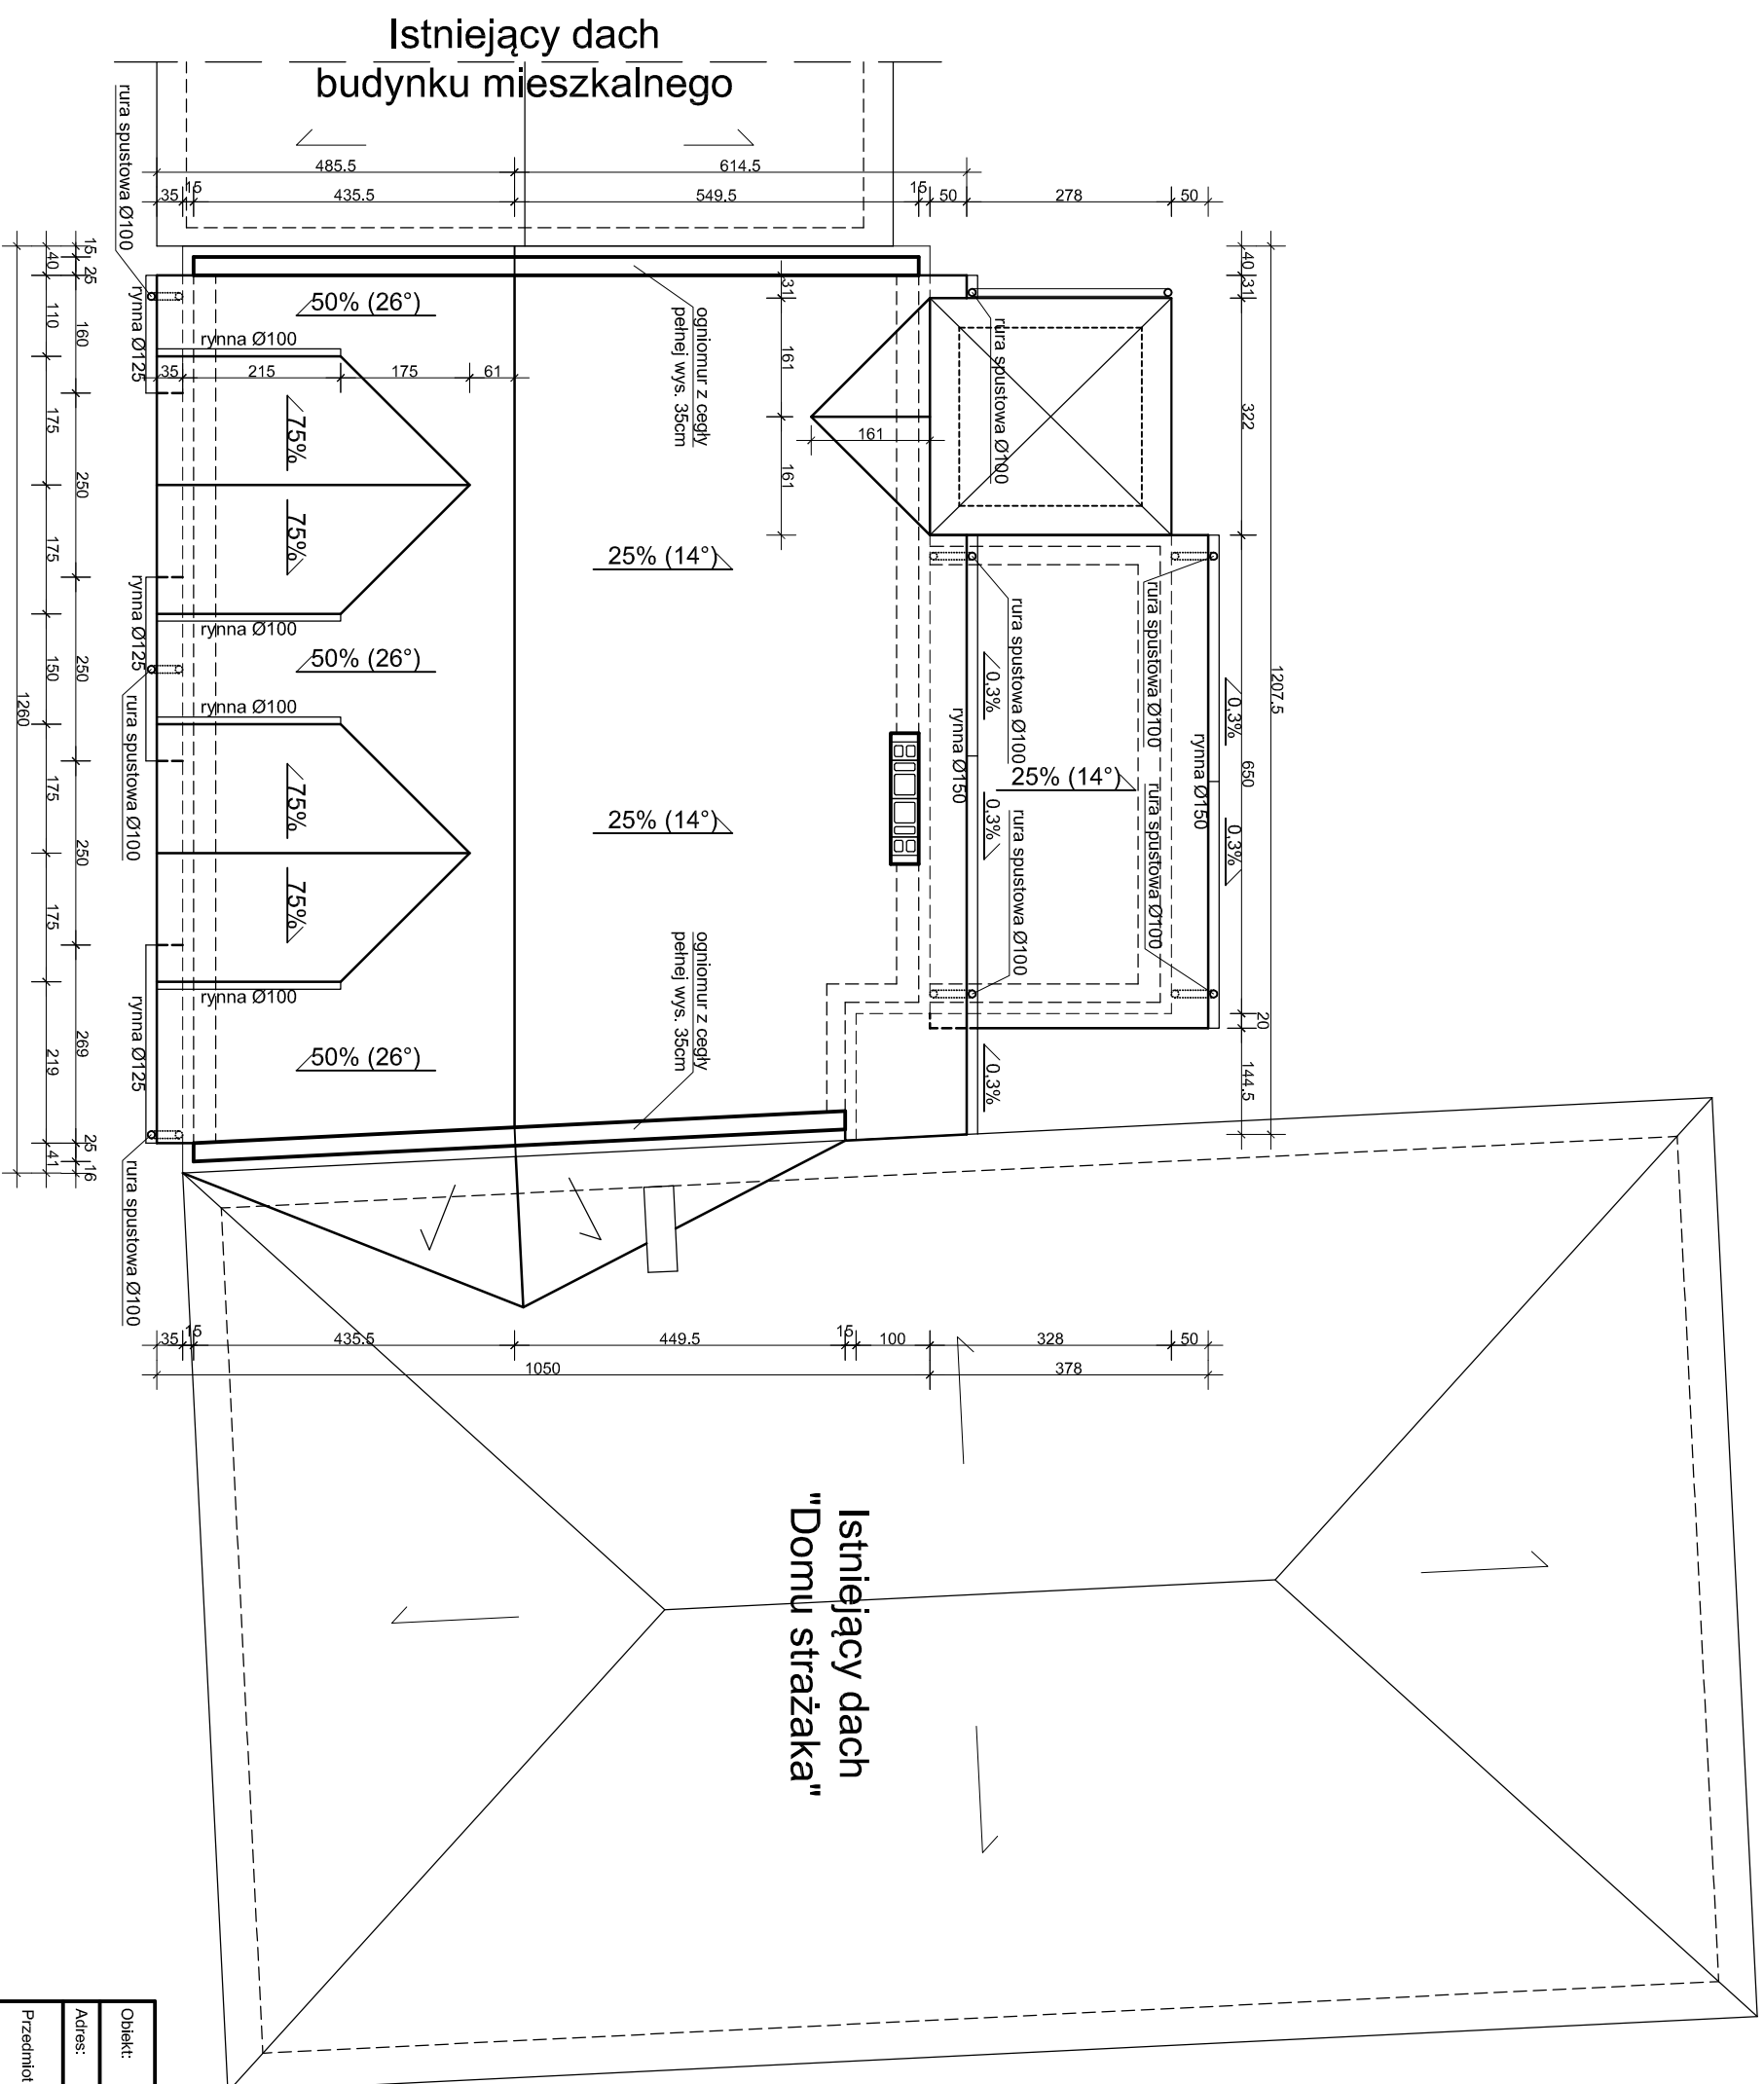 Istniejący dach
budynku mieszkalnego
485.5
614.5
35
15
435.5
549.5
15
50
278
50
rura spustowa Ø100
15
40
25
110
160
175
250
175
250
150
175
250
175
269
219
25
41
16
1260
40
31
322
1207,5
650
20
144.5
rynna Ø125
50% (26°)
rynna Ø100
35
215
175
61
75%
75%
rynna Ø100
rynna Ø125
50% (26°)
rura spustowa Ø100
rynna Ø100
75%
75%
rynna Ø100
rynna Ø125
50% (26°)
rura spustowa Ø100
ogniomur z cegły
pełnej wys. 35cm
31
161
161
161
rura spustowa Ø100
25% (14°)
25% (14°)
25% (14°)
rura spustowa Ø100
rura spustowa Ø100
0,3%
0,3%
rynna Ø150
rynna Ø150
0,3%
0,3%
rura spustowa Ø100
rura spustowa Ø100
0,3%
ogniomur z cegły
pełnej wys. 35cm
35
15
435.5
449.5
15
100
328
50
1050
378
Istniejący dach
"Domu strażaka"
Obiekt:
Adres:
Przedmiot